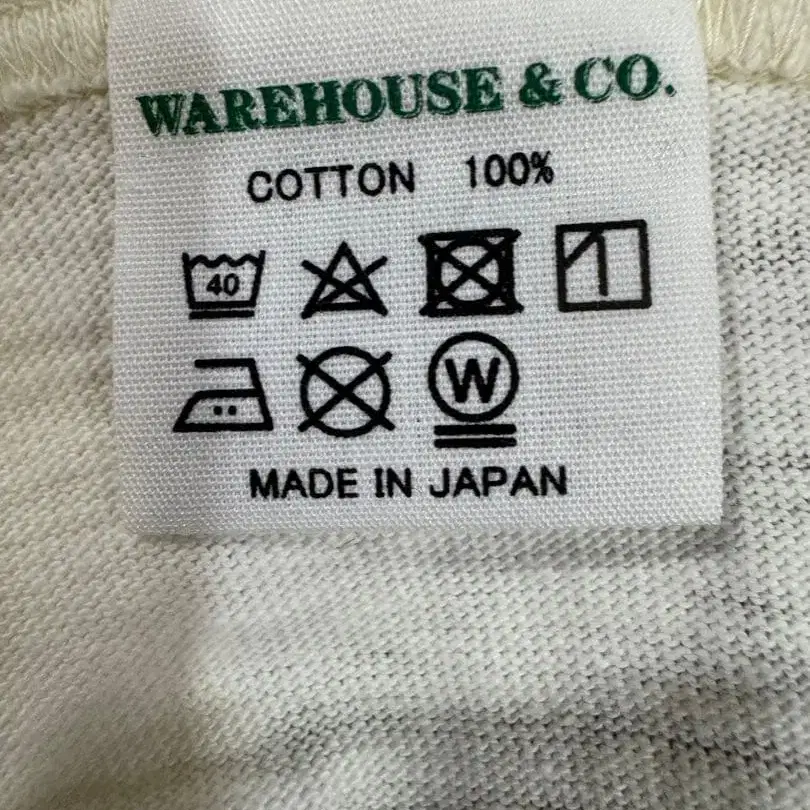 WAREHOUSE & CO.
COTTON 100%
40
W
MADE IN JAPAN